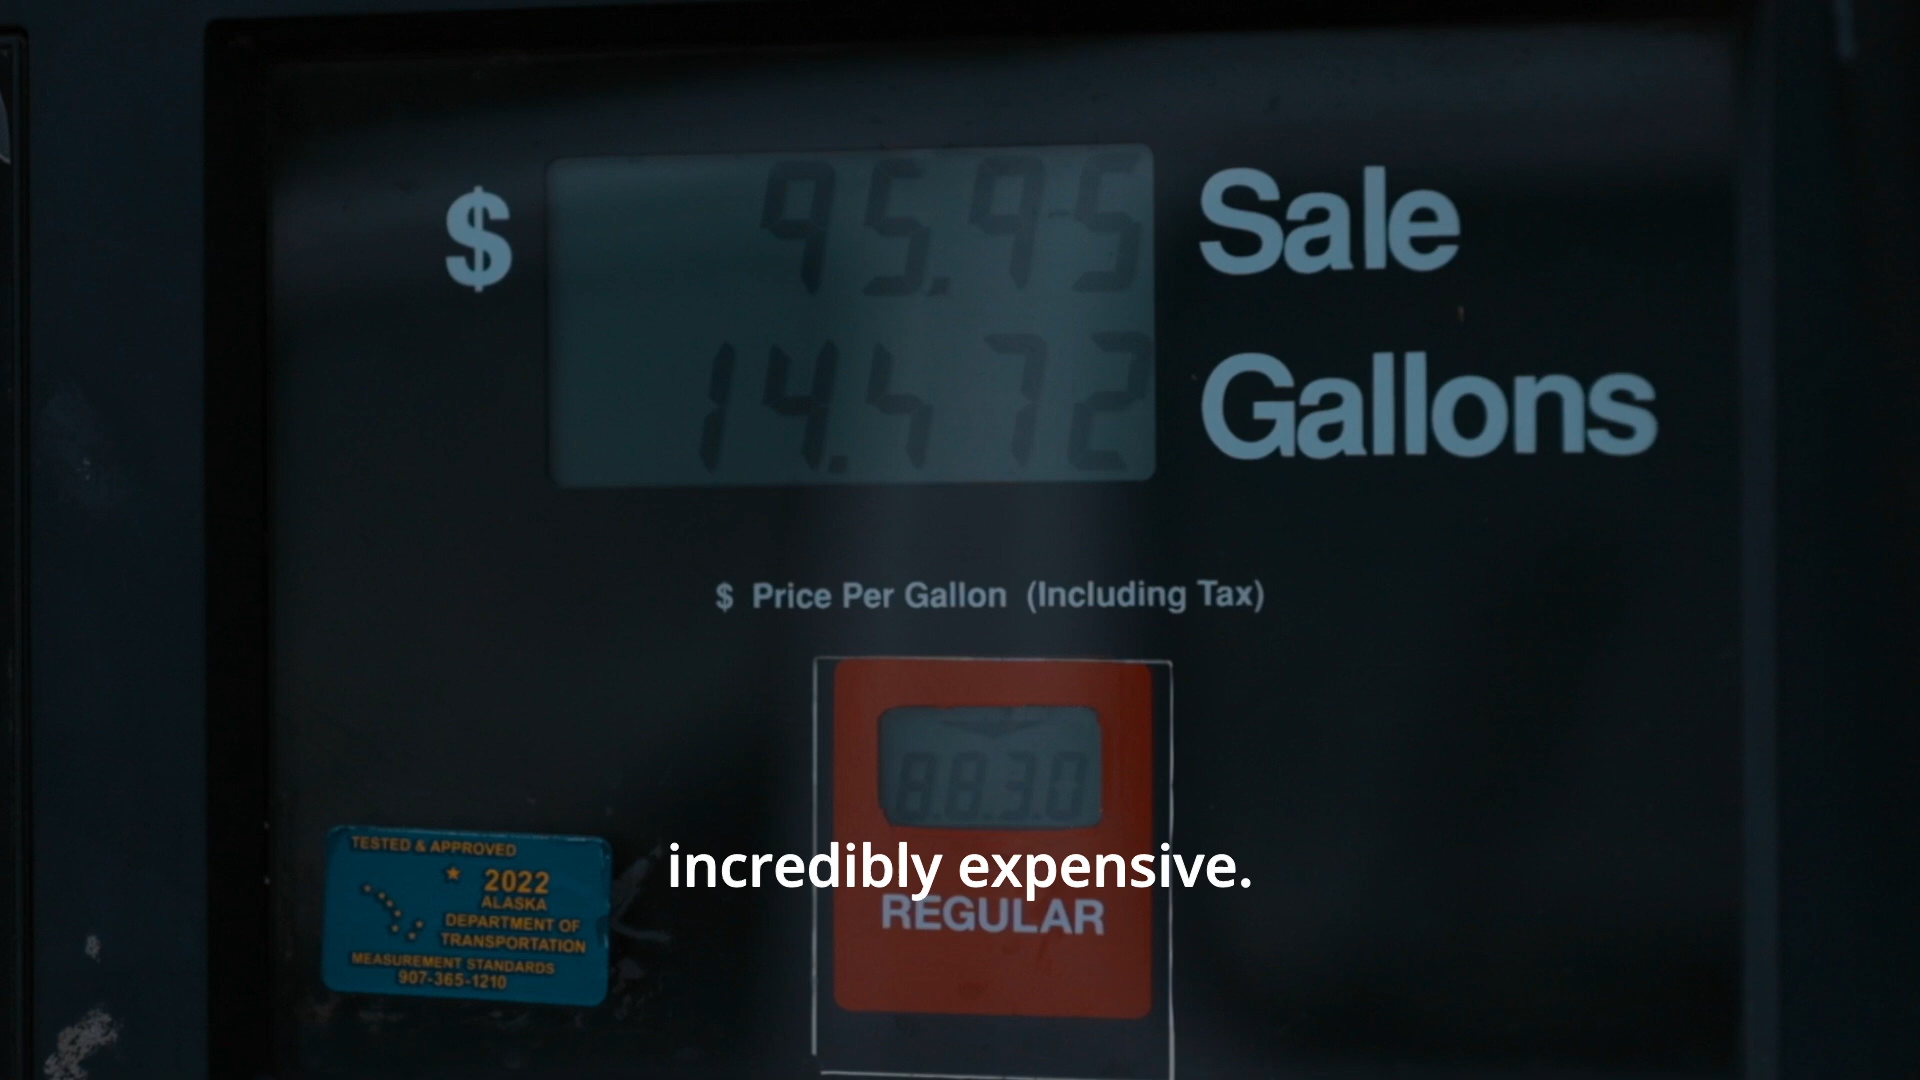 $ 95.95 Sale
14.472 Gallons
$ Price Per Gallon (Including Tax)
TESTED & APPROVED
2022
ALASKA
DEPARTMENT OF
TRANSPORTATION
MEASUREMENT STANDARDS
907-365-1210
incredibly expensive.
REGULAR